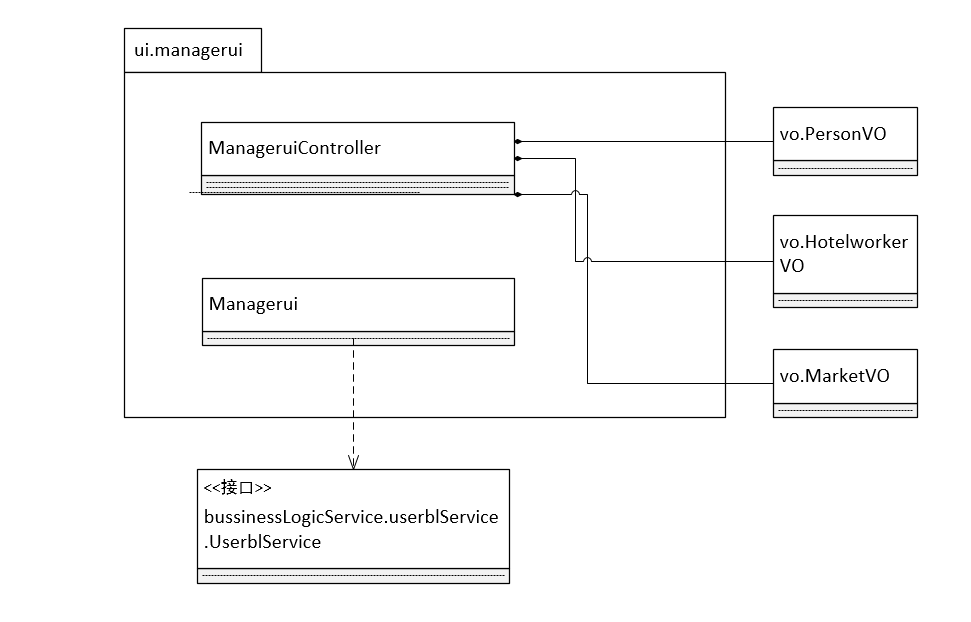 ui.managerui
ManageruiController
vo.PersonVO
vo.Hotelworker
VO
Managerui
vo.MarketVO
<<接口>>
bussinessLogicService.userblService
.UserblService